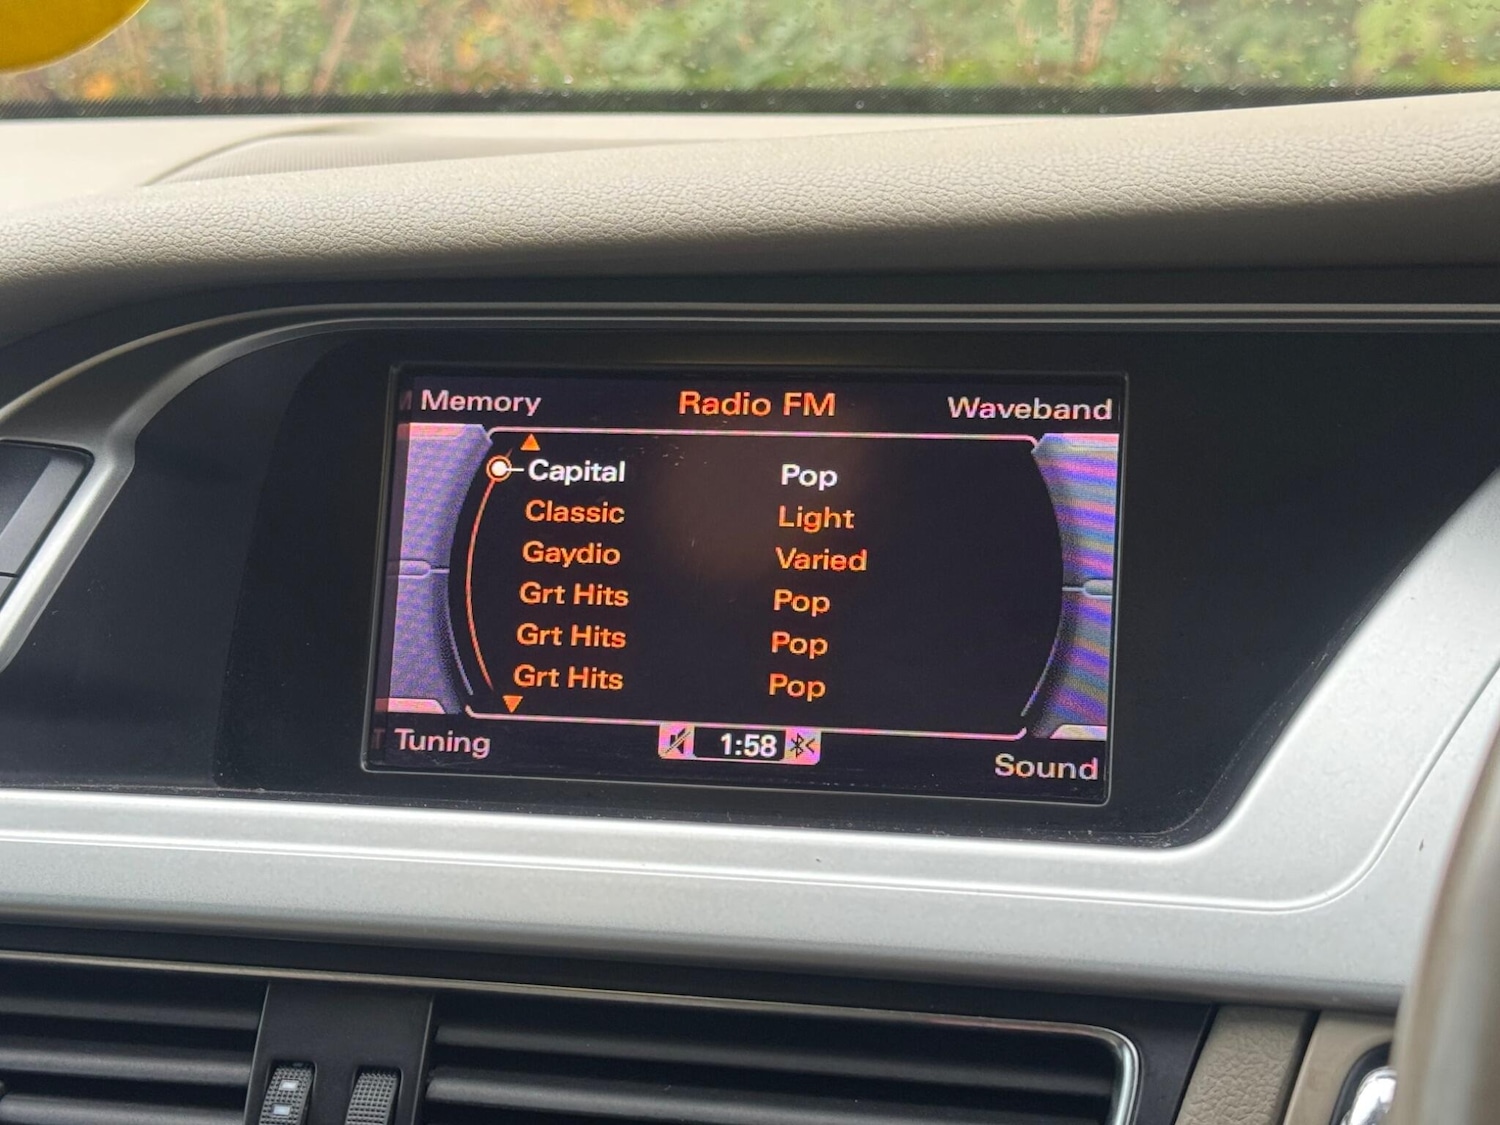 Memory Radio FM Waveband
Capital Pop
Classic Light
Gaydio Varied
Grt Hits Pop
Grt Hits Pop
Grt Hits Pop
Tuning 1:58 Sound